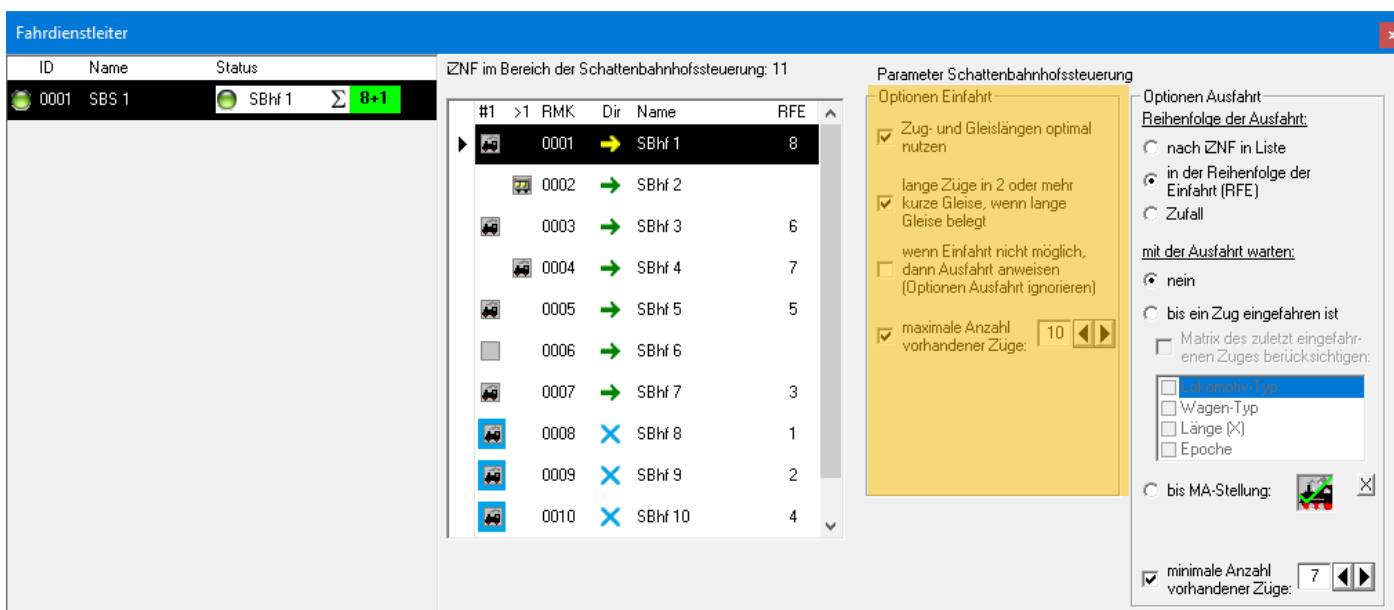 Fahrdienstleiter
ID Name Status
0001 SBS 1 SBhf 1 Σ 8+1
iZNF im Bereich der Schattenbahnhofssteuerung: 11
#1 >1 RMK Dir Name RFE
0001 SBhf 1 8
0002 SBhf 2
0003 SBhf 3 6
0004 SBhf 4 7
0005 SBhf 5 5
0006 SBhf 6
0007 SBhf 7 3
0008 SBhf 8 1
0009 SBhf 9 2
0010 SBhf 10 4
Parameter Schattenbahnhofssteuerung
Optionen Einfahrt
Zug- und Gleislängen optimal
nutzen
lange Züge in 2 oder mehr
kurze Gleise, wenn lange
Gleise belegt
wenn Einfahrt nicht möglich,
dann Ausfahrt anweisen
(Optionen Ausfahrt ignorieren)
maximale Anzahl
vorhandener Züge: 10
Optionen Ausfahrt
Reihenfolge der Ausfahrt:
nach iZNF in Liste
in der Reihenfolge der
Einfahrt (RFE)
Zufall
mit der Ausfahrt warten:
nein
bis ein Zug eingefahren ist
Matrix des zuletzt eingefahr-
enen Zuges berücksichtigen:
Lokomotiv-Typ
Wagen-Typ
Länge (X)
Epoche
bis MA-Stellung: X
minimale Anzahl
vorhandener Züge: 7